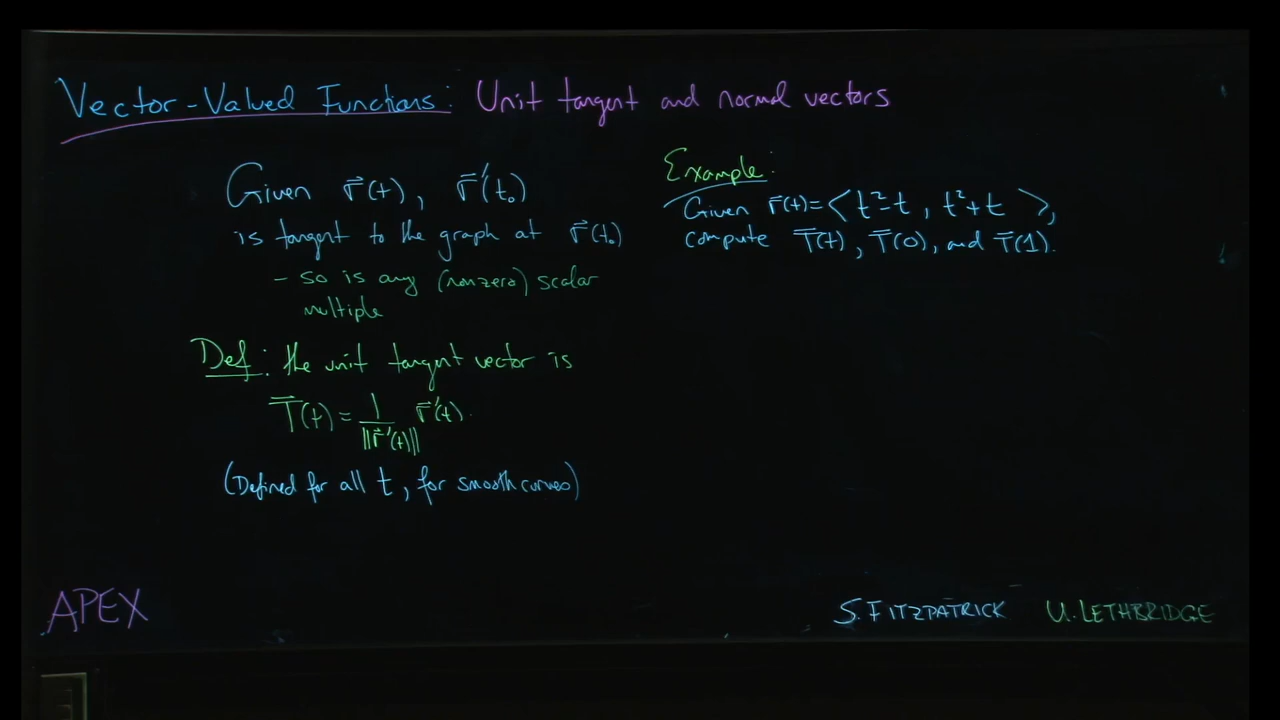 Vector-Valued Functions: Unit tangent and normal vectors
Given r⃗(t), r⃗'(t₀)
is tangent to the graph at r⃗(t₀)
- so is any (nonzero) scalar
multiple
Def: the unit tangent vector is
T⃗(t) = 1/‖r⃗'(t)‖ r⃗'(t).
(Defined for all t, for smooth curves)
Example:
Given r⃗(t)=⟨t²-t, t²+t⟩,
compute T⃗(t), T⃗(0), and T⃗(1).
APEX
S. FITZPATRICK U. LETHBRIDGE